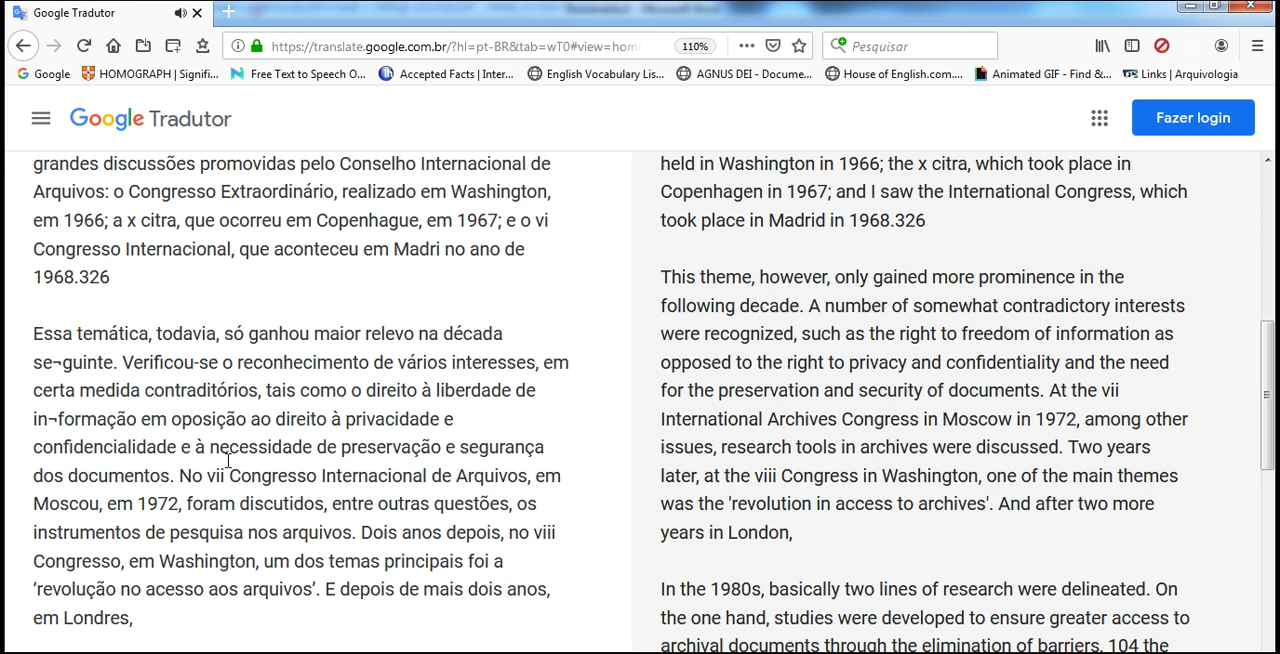 Google Tradutor
https://translate.google.com.br/?hl=pt-BR&tab=wT0#view=hom
110%
Pesquisar
Google
HOMOGRAPH | Signifi...
Free Text to Speech O...
Accepted Facts | Inter...
English Vocabulary Lis...
AGNUS DEI - Docume...
House of English.com....
Animated GIF - Find &...
Links | Arquivologia
Google Tradutor
Fazer login
grandes discussões promovidas pelo Conselho Internacional de
Arquivos: o Congresso Extraordinário, realizado em Washington,
em 1966; a x citra, que ocorreu em Copenhague, em 1967; e o vi
Congresso Internacional, que aconteceu em Madri no ano de
1968.326
Essa temática, todavia, só ganhou maior relevo na década
se¬guinte. Verificou-se o reconhecimento de vários interesses, em
certa medida contraditórios, tais como o direito à liberdade de
in¬formação em oposição ao direito à privacidade e
confidencialidade e à necessidade de preservação e segurança
dos documentos. No vii Congresso Internacional de Arquivos, em
Moscou, em 1972, foram discutidos, entre outras questões, os
instrumentos de pesquisa nos arquivos. Dois anos depois, no viii
Congresso, em Washington, um dos temas principais foi a
‘revolução no acesso aos arquivos’. E depois de mais dois anos,
em Londres,
held in Washington in 1966; the x citra, which took place in
Copenhagen in 1967; and I saw the International Congress, which
took place in Madrid in 1968.326
This theme, however, only gained more prominence in the
following decade. A number of somewhat contradictory interests
were recognized, such as the right to freedom of information as
opposed to the right to privacy and confidentiality and the need
for the preservation and security of documents. At the vii
International Archives Congress in Moscow in 1972, among other
issues, research tools in archives were discussed. Two years
later, at the viii Congress in Washington, one of the main themes
was the 'revolution in access to archives'. And after two more
years in London,
In the 1980s, basically two lines of research were delineated. On
the one hand, studies were developed to ensure greater access to
archival documents through the elimination of barriers, 104 the